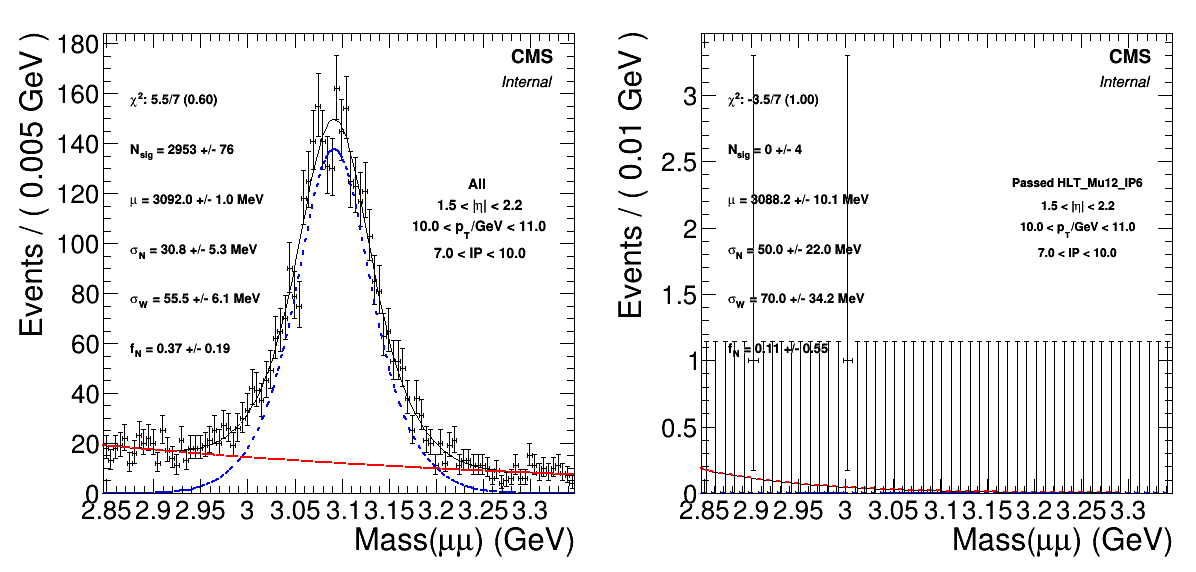 CMS
Internal
χ²: 5.5/7 (0.60)
N_sig = 2953 +/- 76
μ = 3092.0 +/- 1.0 MeV
σ_N = 30.8 +/- 5.3 MeV
σ_W = 55.5 +/- 6.1 MeV
f_N = 0.37 +/- 0.19
All
1.5 < |η| < 2.2
10.0 < p_T/GeV < 11.0
7.0 < IP < 10.0
Events / ( 0.005 GeV )
180
160
140
120
100
80
60
40
20
0
2.85 2.9 2.95 3 3.05 3.1 3.15 3.2 3.25 3.3
Mass(μμ) (GeV)
CMS
Internal
χ²: -3.5/7 (1.00)
N_sig = 0 +/- 4
μ = 3088.2 +/- 10.1 MeV
σ_N = 50.0 +/- 22.0 MeV
σ_W = 70.0 +/- 34.2 MeV
f_N = 0.11 +/- 0.55
Passed HLT_Mu12_IP6
1.5 < |η| < 2.2
10.0 < p_T/GeV < 11.0
7.0 < IP < 10.0
Events / ( 0.01 GeV )
3
2.5
2
1.5
1
0.5
0
2.85 2.9 2.95 3 3.05 3.1 3.15 3.2 3.25 3.3
Mass(μμ) (GeV)